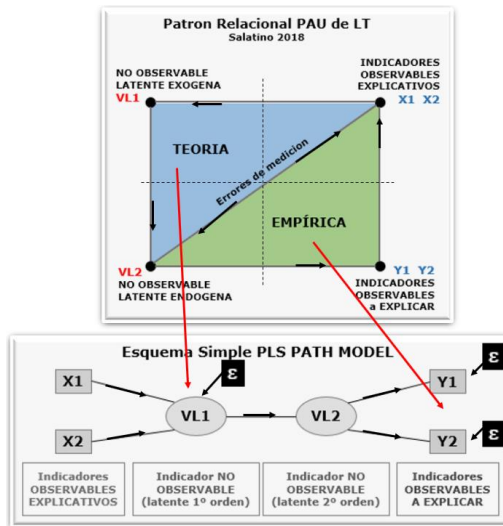 Patron Relacional PAU de LT
Salatino 2018
NO OBSERVABLE
LATENTE EXOGENA
VL1
INDICADORES
OBSERVABLES
EXPLICATIVOS
X1 X2
TEORIA
Errores de medicion
EMPÍRICA
VL2
NO OBSERVABLE
LATENTE ENDOGENA
Y1 Y2
INDICADORES
OBSERVABLES
a EXPLICAR
Esquema Simple PLS PATH MODEL
X1
X2
ε
VL1
VL2
Y1
ε
Y2
ε
Indicadores
OBSERVABLES
EXPLICATIVOS
Indicador NO
OBSERVABLE
(latente 1º orden)
Indicador NO
OBSERVABLE
(latente 2º orden)
Indicadores
OBSERVABLES
A EXPLICAR